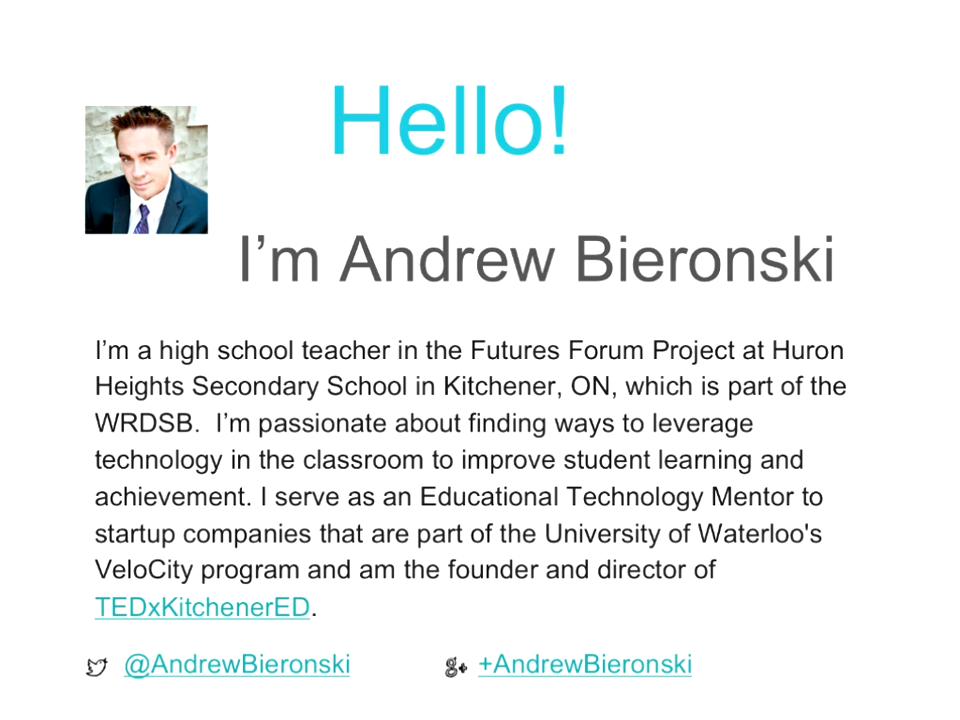 Hello!
I’m Andrew Bieronski
I’m a high school teacher in the Futures Forum Project at Huron
Heights Secondary School in Kitchener, ON, which is part of the
WRDSB.  I’m passionate about finding ways to leverage
technology in the classroom to improve student learning and
achievement. I serve as an Educational Technology Mentor to
startup companies that are part of the University of Waterloo's
VeloCity program and am the founder and director of
TEDxKitchenerED.
@AndrewBieronski g+ +AndrewBieronski